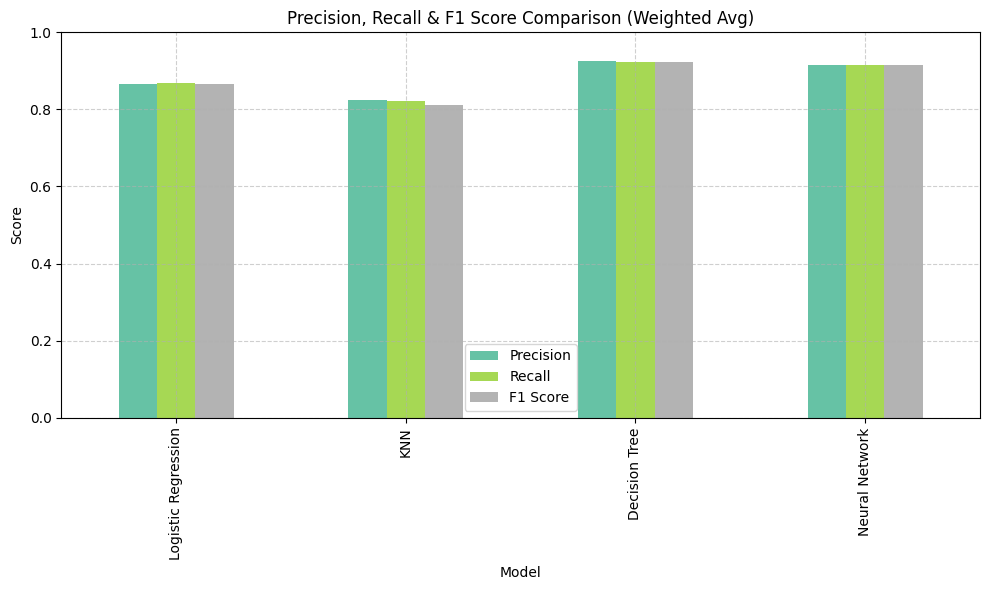 Precision, Recall & F1 Score Comparison (Weighted Avg)
1.0
0.8
0.6
0.4
0.2
0.0
Score
Precision
Recall
F1 Score
Logistic Regression
KNN
Decision Tree
Neural Network
Model